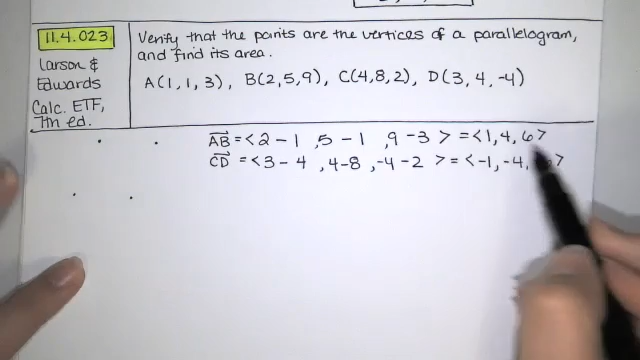 11.4.023
Larson &
Edwards
Calc. ETF,
7th ed.
Verify that the points are the vertices of a parallelogram,
and find its area.
A(1,1,3), B(2,5,9), C(4,8,2), D(3,4,-4)
AB = <2-1, 5-1, 9-3> = <1,4,6>
CD = <3-4, 4-8, -4-2> = <-1,-4,